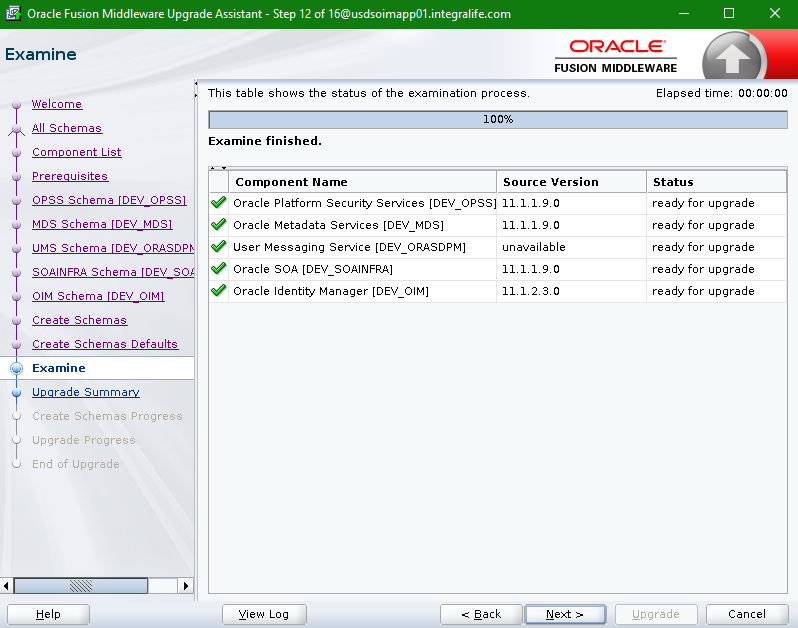 Oracle Fusion Middleware Upgrade Assistant - Step 12 of 16@usdsoimapp01.integralife.com
Examine
ORACLE
FUSION MIDDLEWARE
Welcome
All Schemas
Component List
Prerequisites
OPSS Schema [DEV_OPSS]
MDS Schema [DEV_MDS]
UMS Schema [DEV_ORASDPM
SOAINFRA Schema [DEV_SOA
OIM Schema [DEV_OIM]
Create Schemas
Create Schemas Defaults
Examine
Upgrade Summary
Create Schemas Progress
Upgrade Progress
End of Upgrade
This table shows the status of the examination process. Elapsed time: 00:00:00
100%
Examine finished.
Component Name Source Version Status
Oracle Platform Security Services [DEV_OPSS] 11.1.1.9.0 ready for upgrade
Oracle Metadata Services [DEV_MDS] 11.1.1.9.0 ready for upgrade
User Messaging Service [DEV_ORASDPM] unavailable ready for upgrade
Oracle SOA [DEV_SOAINFRA] 11.1.1.9.0 ready for upgrade
Oracle Identity Manager [DEV_OIM] 11.1.2.3.0 ready for upgrade
Help View Log < Back Next > Upgrade Cancel